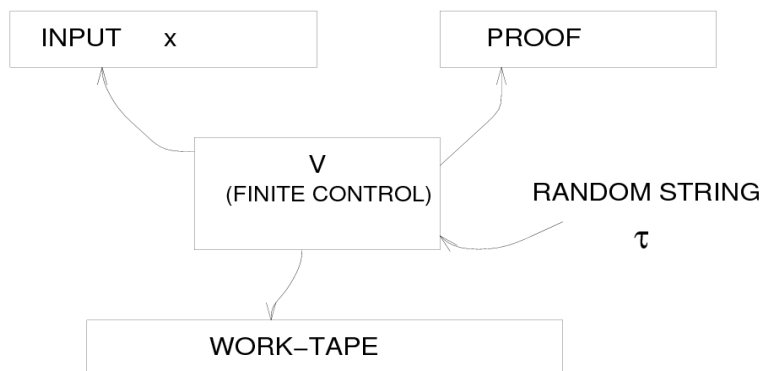 INPUT x
PROOF
V
(FINITE CONTROL)
RANDOM STRING
τ
WORK–TAPE